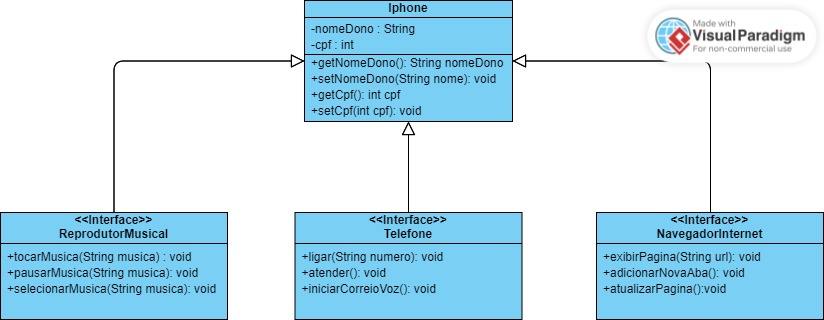 Iphone
-nomeDono : String
-cpf : int
+getNomeDono(): String nomeDono
+setNomeDono(String nome): void
+getCpf(): int cpf
+setCpf(int cpf): void
Made with
VisualParadigm
For non-commercial use
<<Interface>>
ReprodutorMusical
+tocarMusica(String musica) : void
+pausarMusica(String musica): void
+selecionarMusica(String musica): void
<<Interface>>
Telefone
+ligar(String numero): void
+atender(): void
+iniciarCorreioVoz(): void
<<Interface>>
NavegadorInternet
+exibirPagina(String url): void
+adicionarNovaAba(): void
+atualizarPagina():void